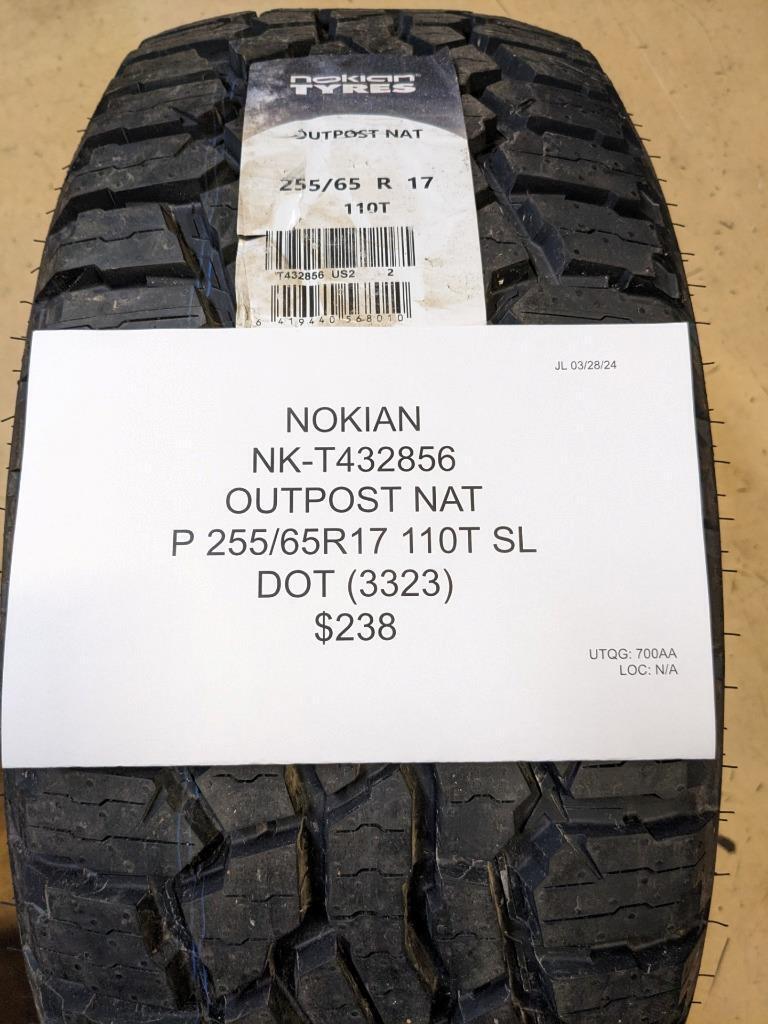 nokian
TYRES
OUTPOST NAT
255/65 R 17
110T
T432856 US2 2
6 419440 568010
JL 03/28/24
NOKIAN
NK-T432856
OUTPOST NAT
P 255/65R17 110T SL
DOT (3323)
$238
UTQG: 700AA
LOC: N/A